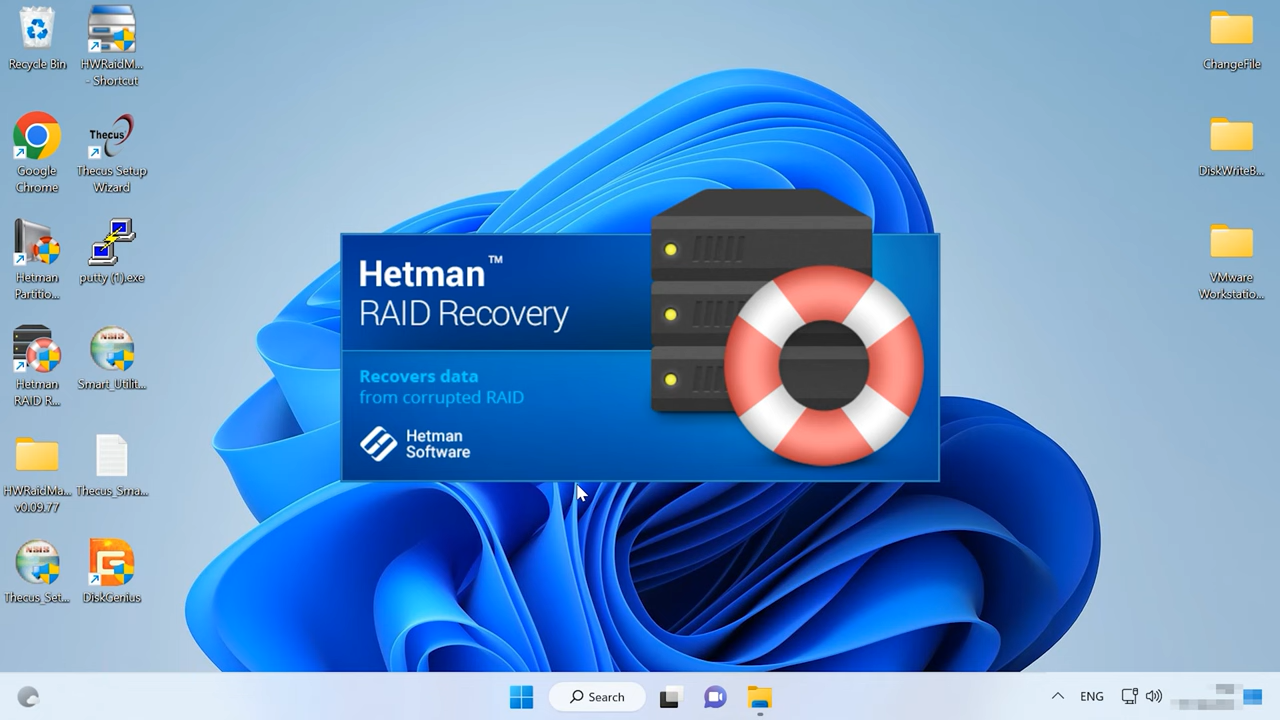 Recycle Bin
HWRaidM...
- Shortcut
Google
Chrome
Thecus
Thecus Setup
Wizard
Hetman
Partitio...
putty (1).exe
Hetman
RAID R...
NAS
Smart_Utilit...
HWRaidMa...
v0.09.77
Thecus_Sma...
NAS
Thecus_Set...
DiskGenius
Hetman™
RAID Recovery
Recovers data
from corrupted RAID
Hetman
Software
ChangeFile
DiskWriteB...
VMware
Workstatio...
Search
ENG